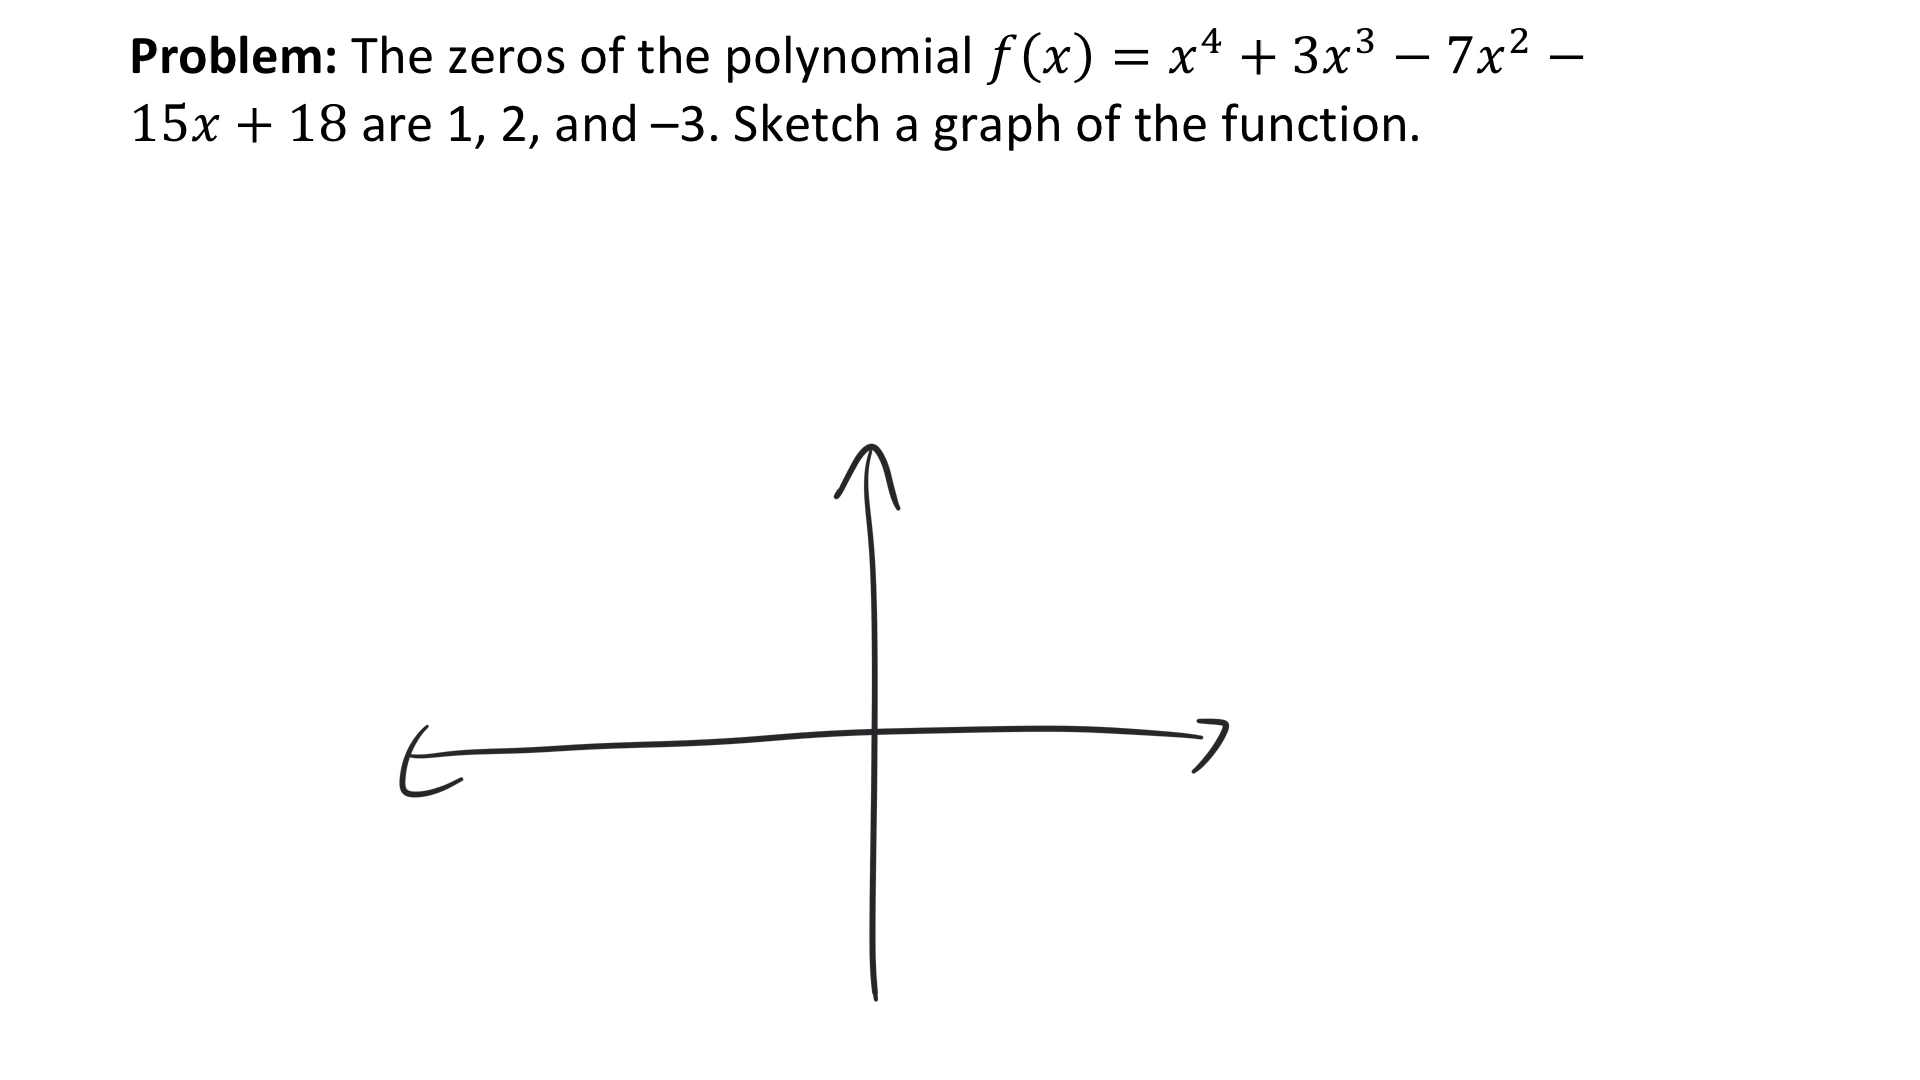 Problem: The zeros of the polynomial f(x) = x⁴ + 3x³ − 7x² −
15x + 18 are 1, 2, and –3. Sketch a graph of the function.